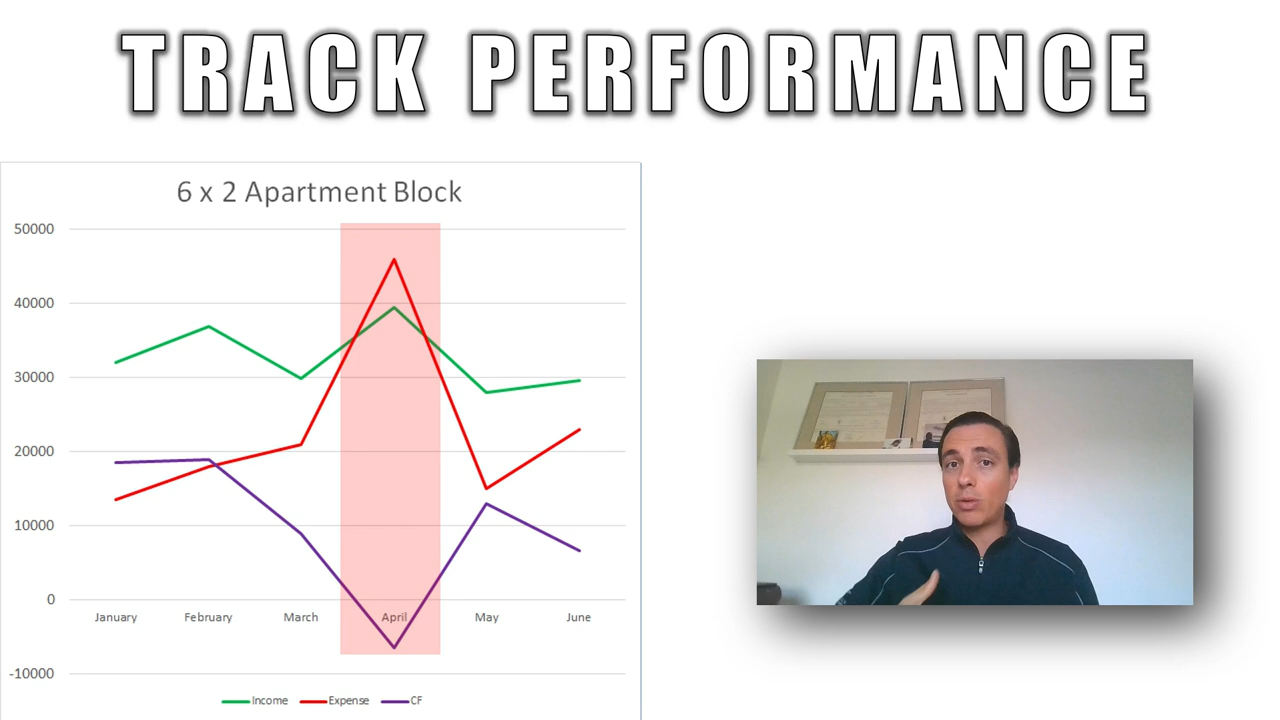 TRACK PERFORMANCE
6 x 2 Apartment Block
50000
40000
30000
20000
10000
0
January February March April May June
-10000
Income Expense CF